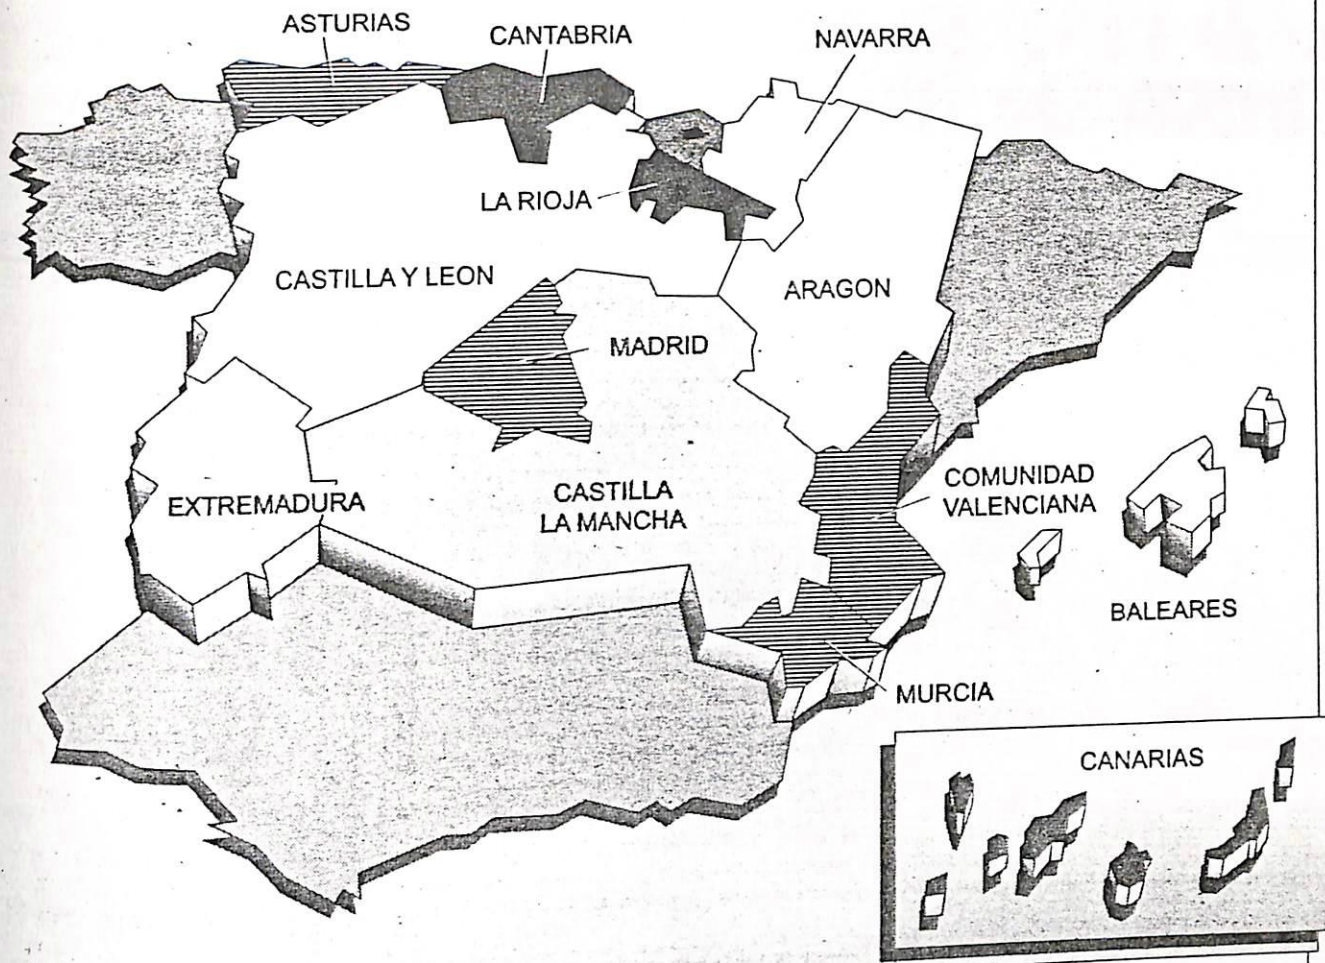 ASTURIAS
CANTABRIA
NAVARRA
LA RIOJA
CASTILLA Y LEON
ARAGON
MADRID
EXTREMADURA
CASTILLA
LA MANCHA
COMUNIDAD
VALENCIANA
BALEARES
MURCIA
CANARIAS